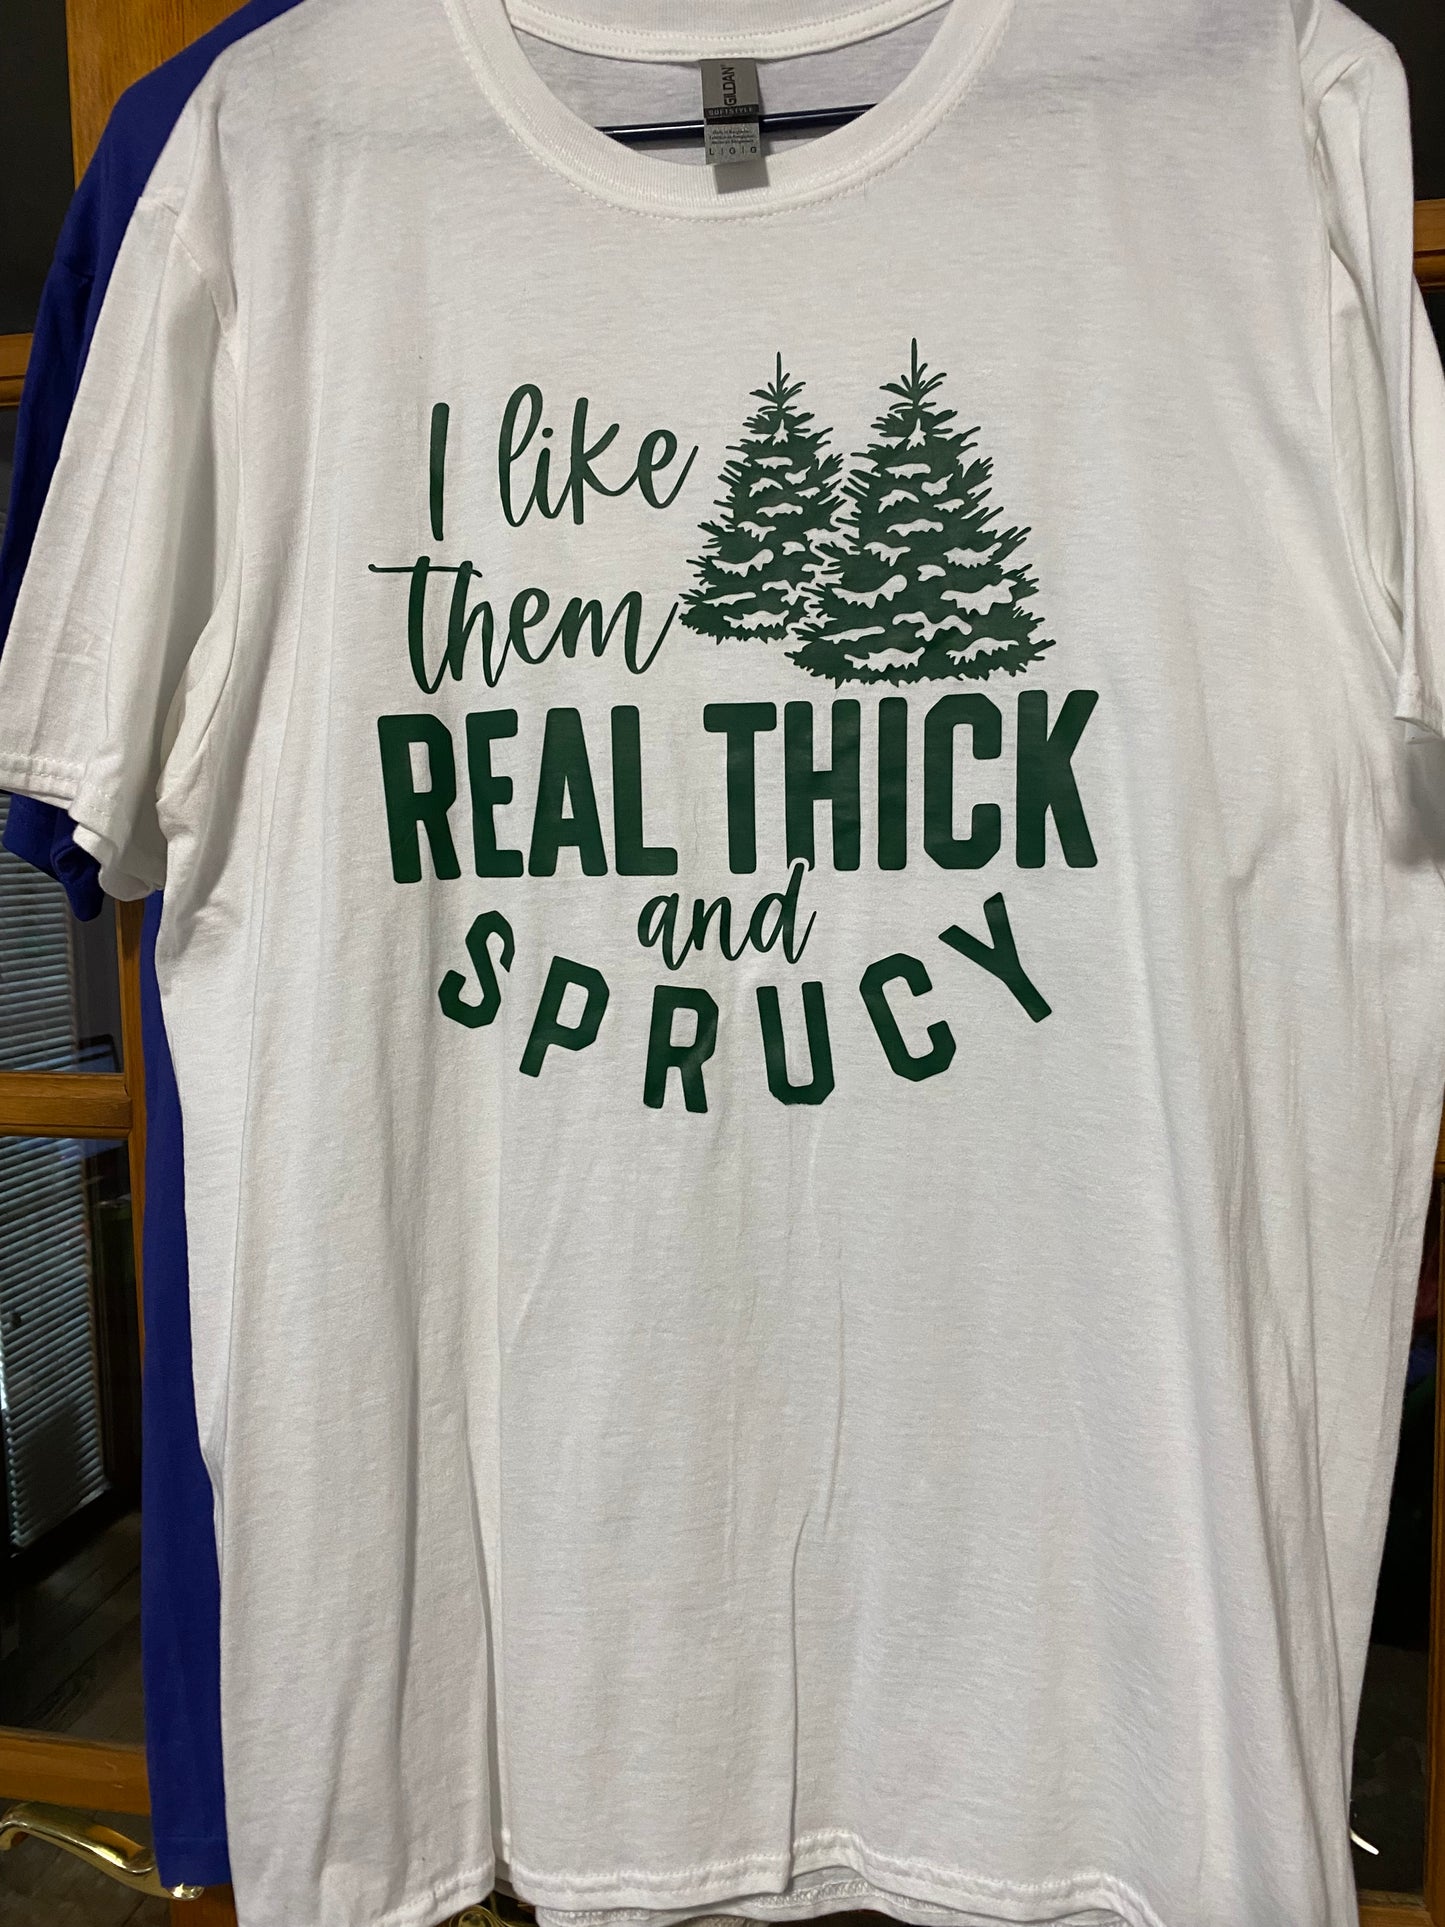 GILDAN
SOFTSTYLE
L | G | G
I like
them
REAL THICK
and
SPRUCY